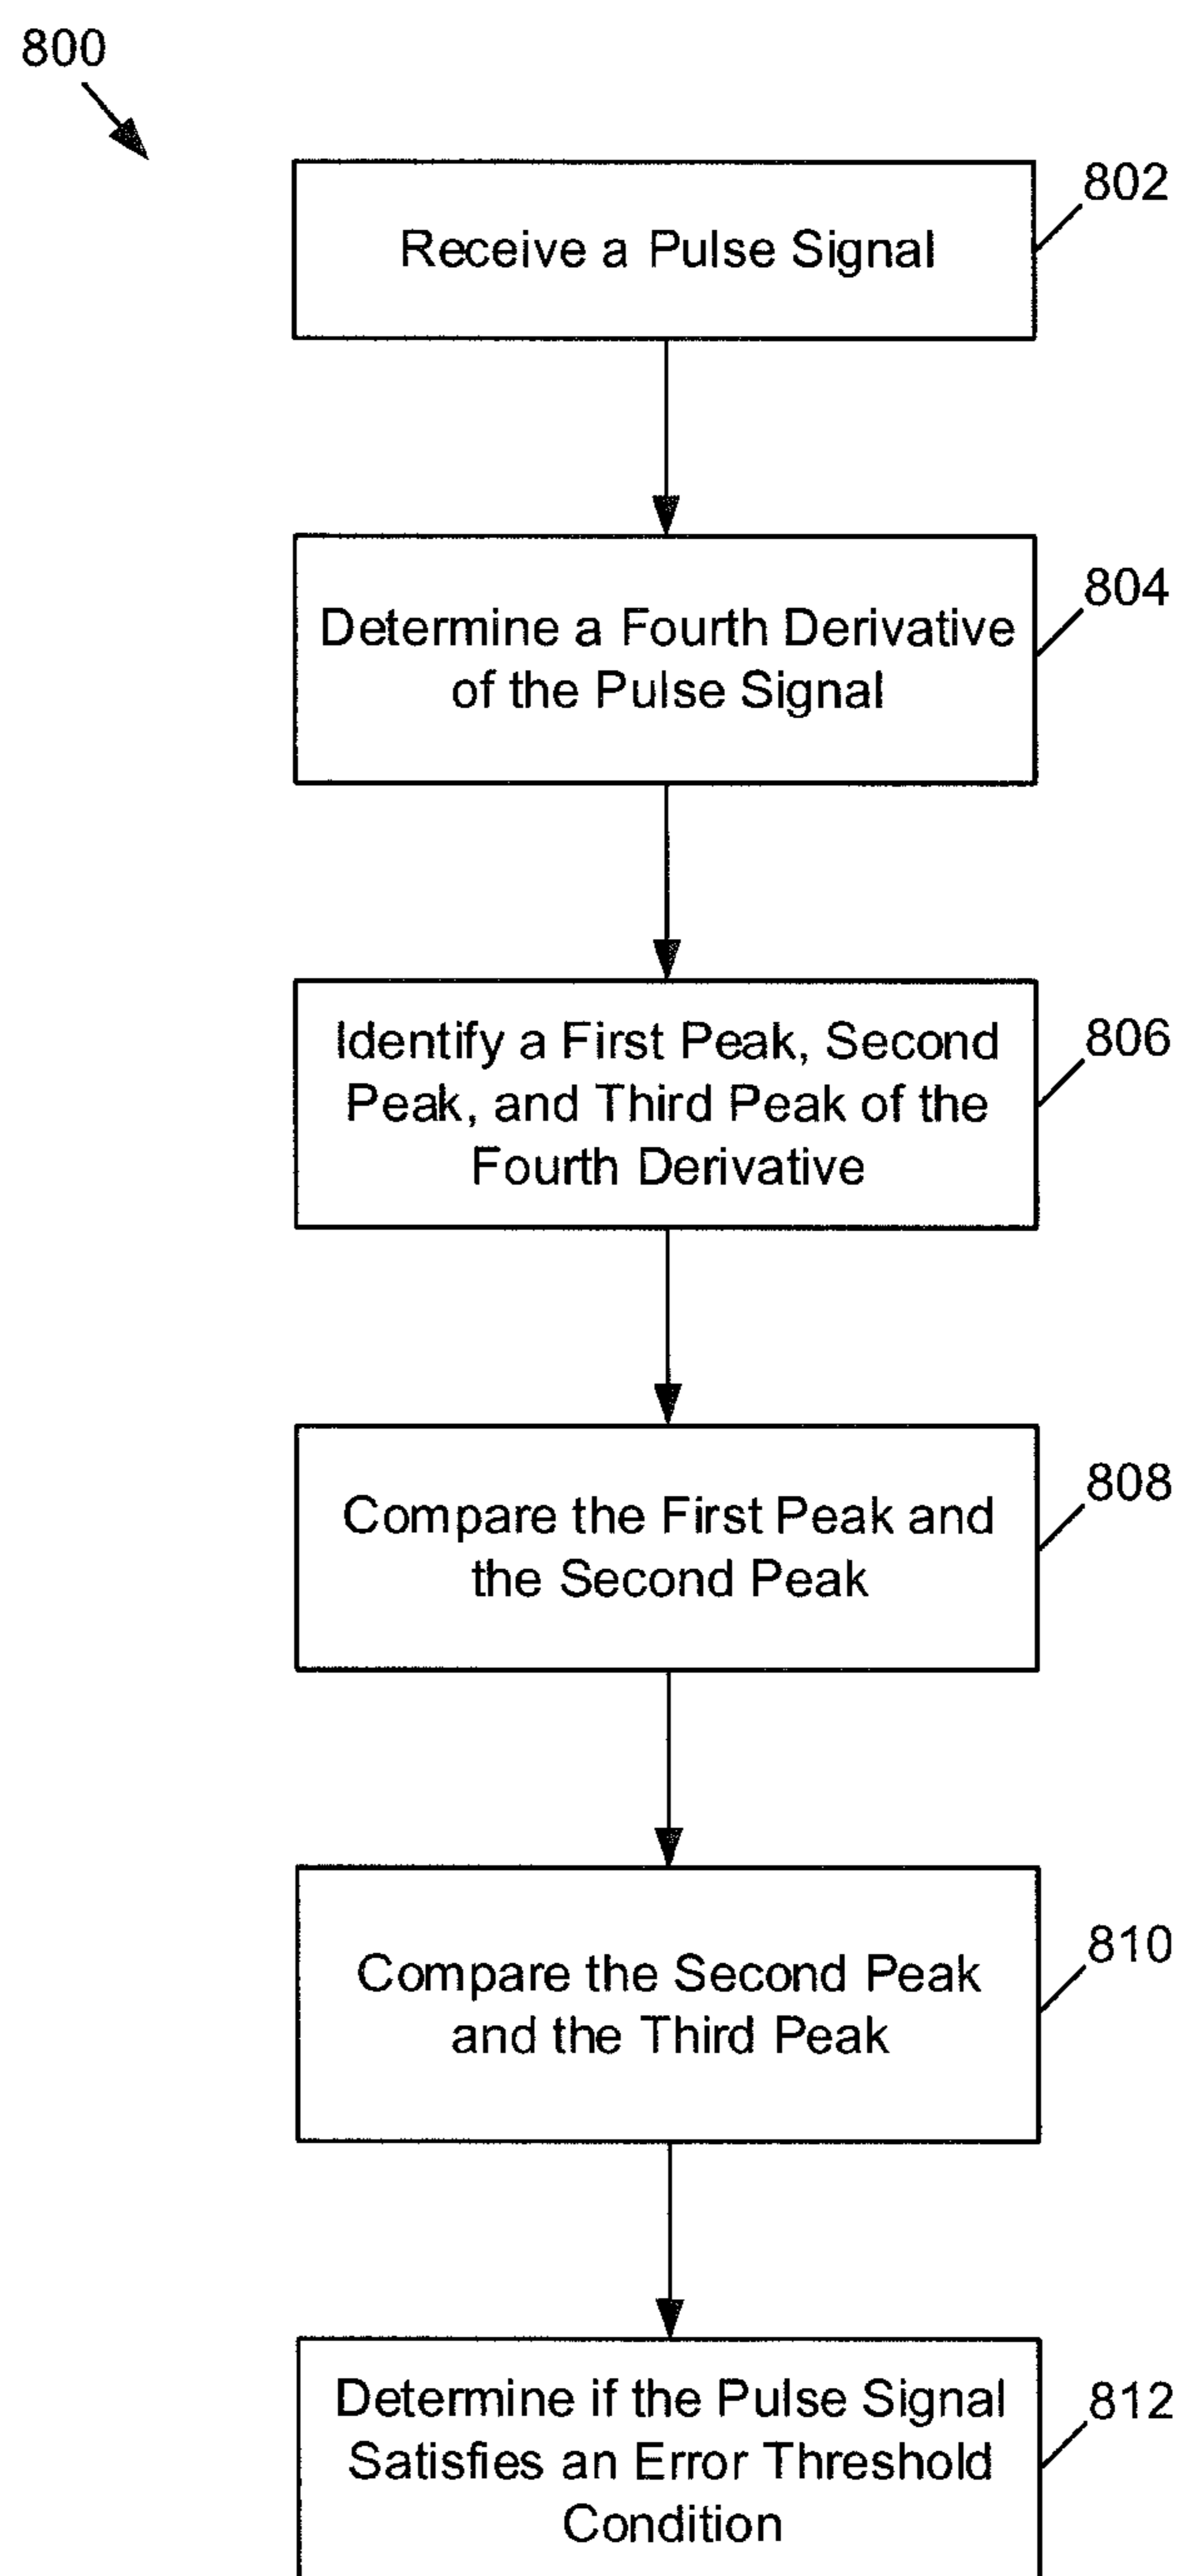 800
802
Receive a Pulse Signal
804
Determine a Fourth Derivative
of the Pulse Signal
806
Identify a First Peak, Second
Peak, and Third Peak of the
Fourth Derivative
808
Compare the First Peak and
the Second Peak
810
Compare the Second Peak
and the Third Peak
812
Determine if the Pulse Signal
Satisfies an Error Threshold
Condition